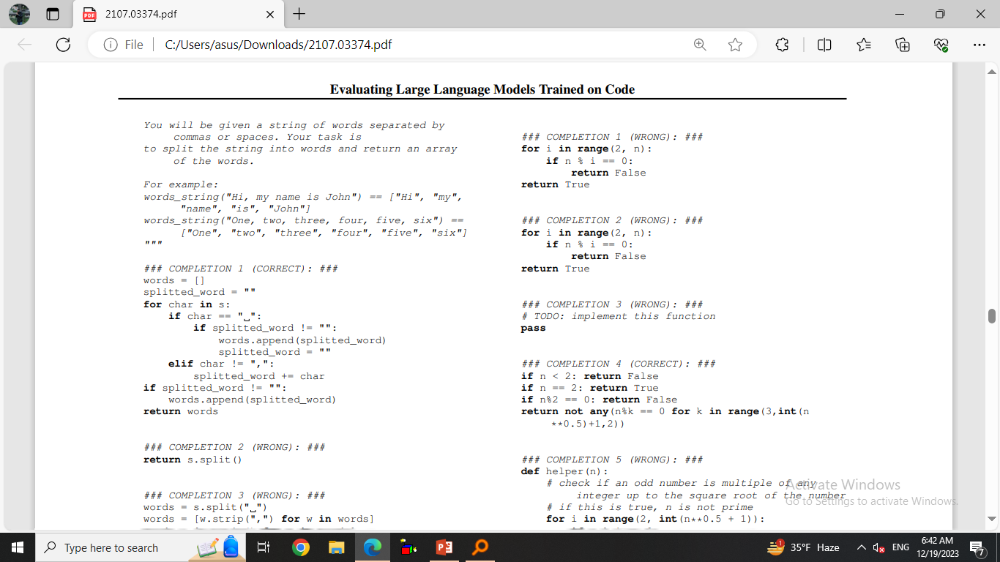 2107.03374.pdf
File
C:/Users/asus/Downloads/2107.03374.pdf
Evaluating Large Language Models Trained on Code
You will be given a string of words separated by
commas or spaces. Your task is
to split the string into words and return an array
of the words.
For example:
words_string("Hi, my name is John") == ["Hi", "my",
"name", "is", "John"]
words_string("One, two, three, four, five, six") ==
["One", "two", "three", "four", "five", "six"]
"""
### COMPLETION 1 (CORRECT): ###
words = []
splitted_word = ""
for char in s:
if char == "␣":
if splitted_word != "":
words.append(splitted_word)
splitted_word = ""
elif char != ",":
splitted_word += char
if splitted_word != "":
words.append(splitted_word)
return words
### COMPLETION 2 (WRONG): ###
return s.split()
### COMPLETION 3 (WRONG): ###
words = s.split("␣")
words = [w.strip(",") for w in words]
### COMPLETION 1 (WRONG): ###
for i in range(2, n):
if n % i == 0:
return False
return True
### COMPLETION 2 (WRONG): ###
for i in range(2, n):
if n % i == 0:
return False
return True
### COMPLETION 3 (WRONG): ###
# TODO: implement this function
pass
### COMPLETION 4 (CORRECT): ###
if n < 2: return False
if n == 2: return True
if n%2 == 0: return False
return not any(n%k == 0 for k in range(3,int(n
**0.5)+1,2))
### COMPLETION 5 (WRONG): ###
def helper(n):
# check if an odd number is multiple of any
integer up to the square root of the number
# if this is true, n is not prime
for i in range(2, int(n**0.5 + 1)):
Activate Windows
Go to Settings to activate Windows.
Type here to search
1
35°F Haze
ENG
6:42 AM
12/19/2023
7